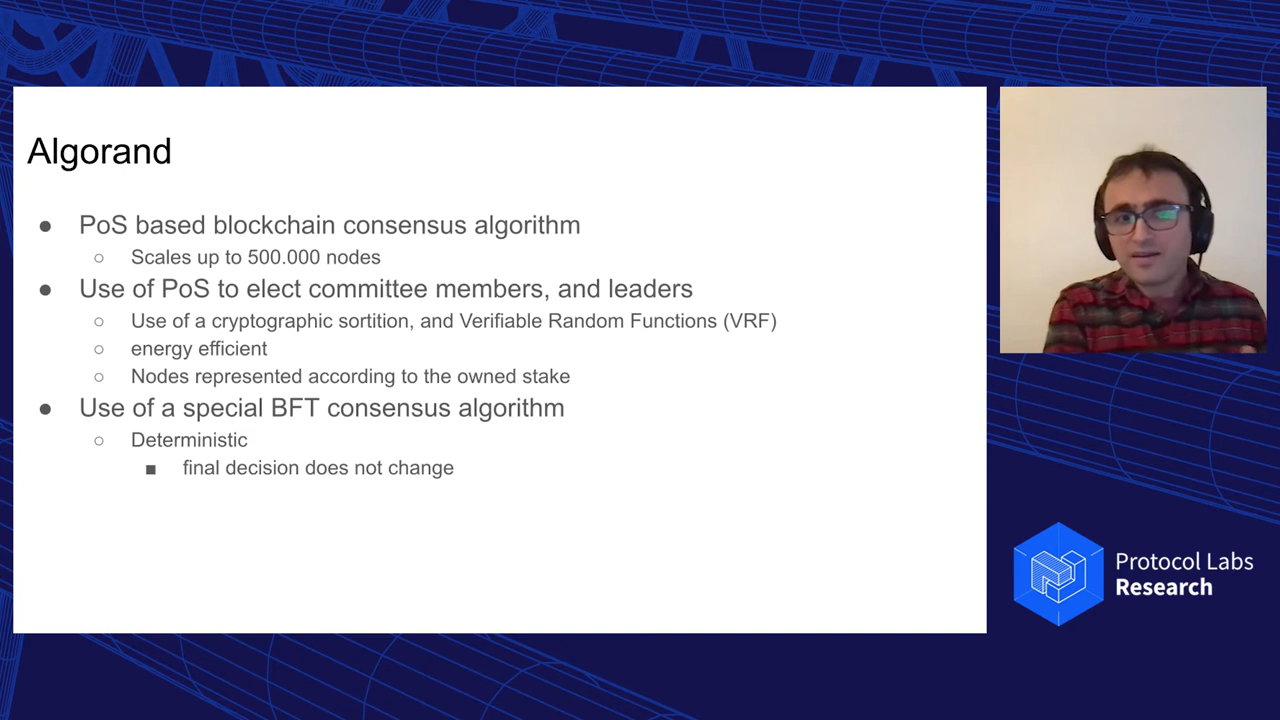 Algorand
● PoS based blockchain consensus algorithm
○ Scales up to 500.000 nodes
● Use of PoS to elect committee members, and leaders
○ Use of a cryptographic sortition, and Verifiable Random Functions (VRF)
○ energy efficient
○ Nodes represented according to the owned stake
● Use of a special BFT consensus algorithm
○ Deterministic
■ final decision does not change
Protocol Labs
Research